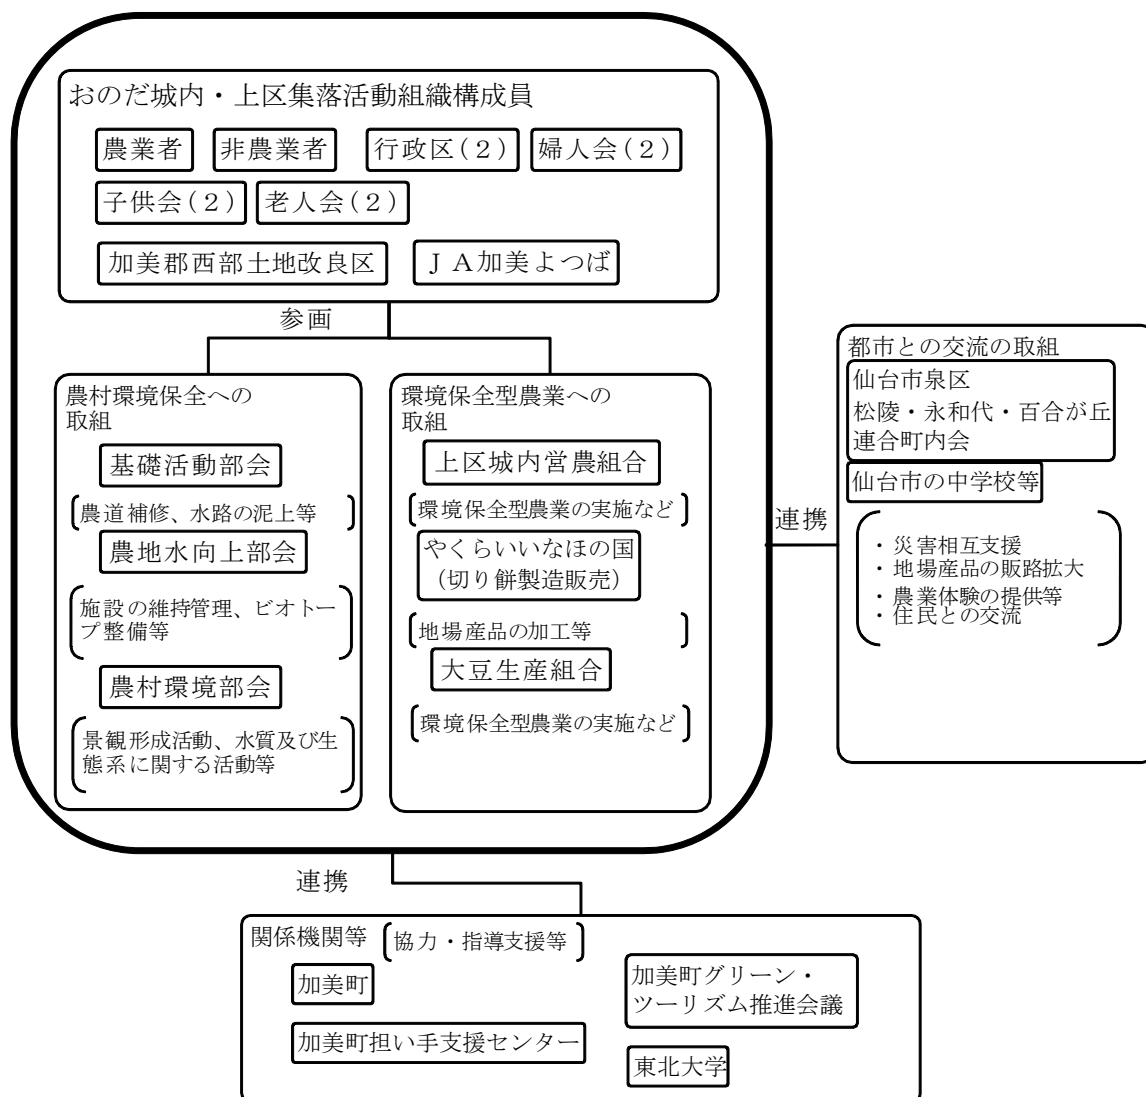 おのだ城内・上区集落活動組織構成員
農業者
非農業者
行政区(2)
婦人会(2)
子供会(2)
老人会(2)
加美郡西部土地改良区
JA加美よつば
参画
農村環境保全への
取組
基礎活動部会
農道補修、水路の泥上等
農地水向上部会
施設の維持管理、ビオトー
プ整備等
農村環境部会
景観形成活動、水質及び生
態系に関する活動等
環境保全型農業への
取組
上区城内営農組合
環境保全型農業の実施など
やくらいいなほの国
(切り餅製造販売)
地場産品の加工等
大豆生産組合
環境保全型農業の実施など
連携
都市との交流の取組
仙台市泉区
松陵・永和代・百合が丘
連合町内会
仙台市の中学校等
・災害相互支援
・地場産品の販路拡大
・農業体験の提供等
・住民との交流
連携
関係機関等
協力・指導支援等
加美町
加美町グリーン・
ツーリズム推進会議
加美町担い手支援センター
東北大学